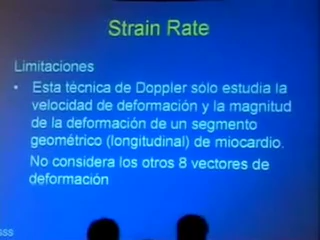 Strain Rate
Limitaciones
• Esta técnica de Doppler sólo estudia la
velocidad de deformación y la magnitud
de la deformación de un segmento
geométrico (longitudinal) de miocardio.
No considera los otros 8 vectores de
deformación